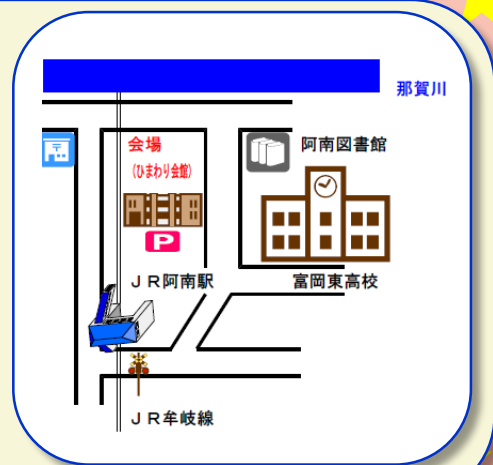 那賀川
会場
(ひまわり会館)
阿南図書館
〒
P
ＪＲ阿南駅
富岡東高校
ＪＲ牟岐線